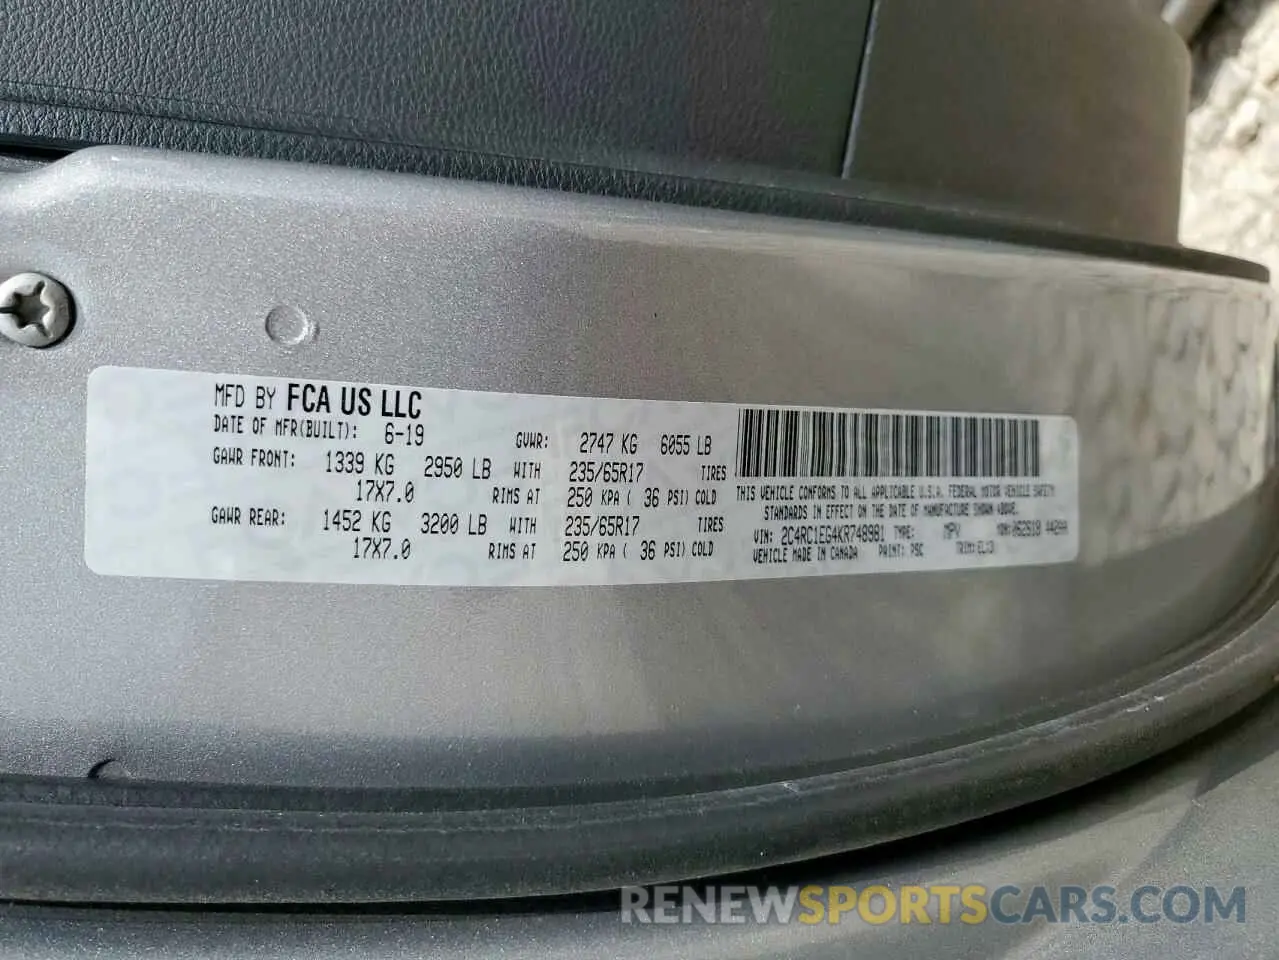 MFD BY FCA US LLC
DATE OF MFR(BUILT): 6-19 GVWR: 2747 KG 6055 LB
GAWR FRONT: 1339 KG 2950 LB WITH 235/65R17 TIRES
17X7.0 RIMS AT 250 KPA ( 36 PSI) COLD
GAWR REAR: 1452 KG 3200 LB WITH 235/65R17 TIRES
17X7.0 RIMS AT 250 KPA ( 36 PSI) COLD
THIS VEHICLE CONFORMS TO ALL APPLICABLE U.S.A. FEDERAL MOTOR VEHICLE SAFETY
STANDARDS IN EFFECT ON THE DATE OF MANUFACTURE SHOWN ABOVE.
VIN: 2C4RC1EG4KR748981 TYPE: MPV MDH:
VEHICLE MADE IN CANADA PAINT: PSC TRIM:
RENEWSPORTSCARS.COM